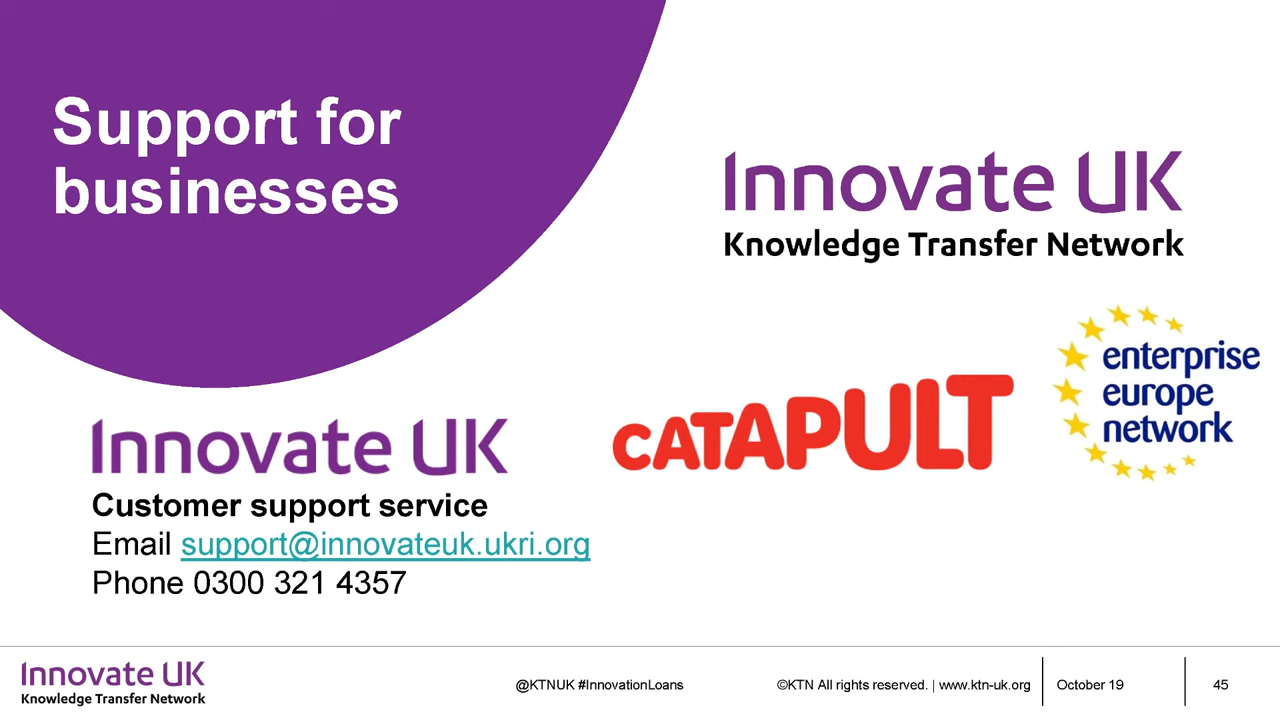 Support for
businesses
Innovate UK
Knowledge Transfer Network
enterprise
europe
network
CATAPULT
Innovate UK
Customer support service
Email support@innovateuk.ukri.org
Phone 0300 321 4357
Innovate UK
Knowledge Transfer Network
@KTNUK #InnovationLoans
©KTN All rights reserved. | www.ktn-uk.org
October 19
45